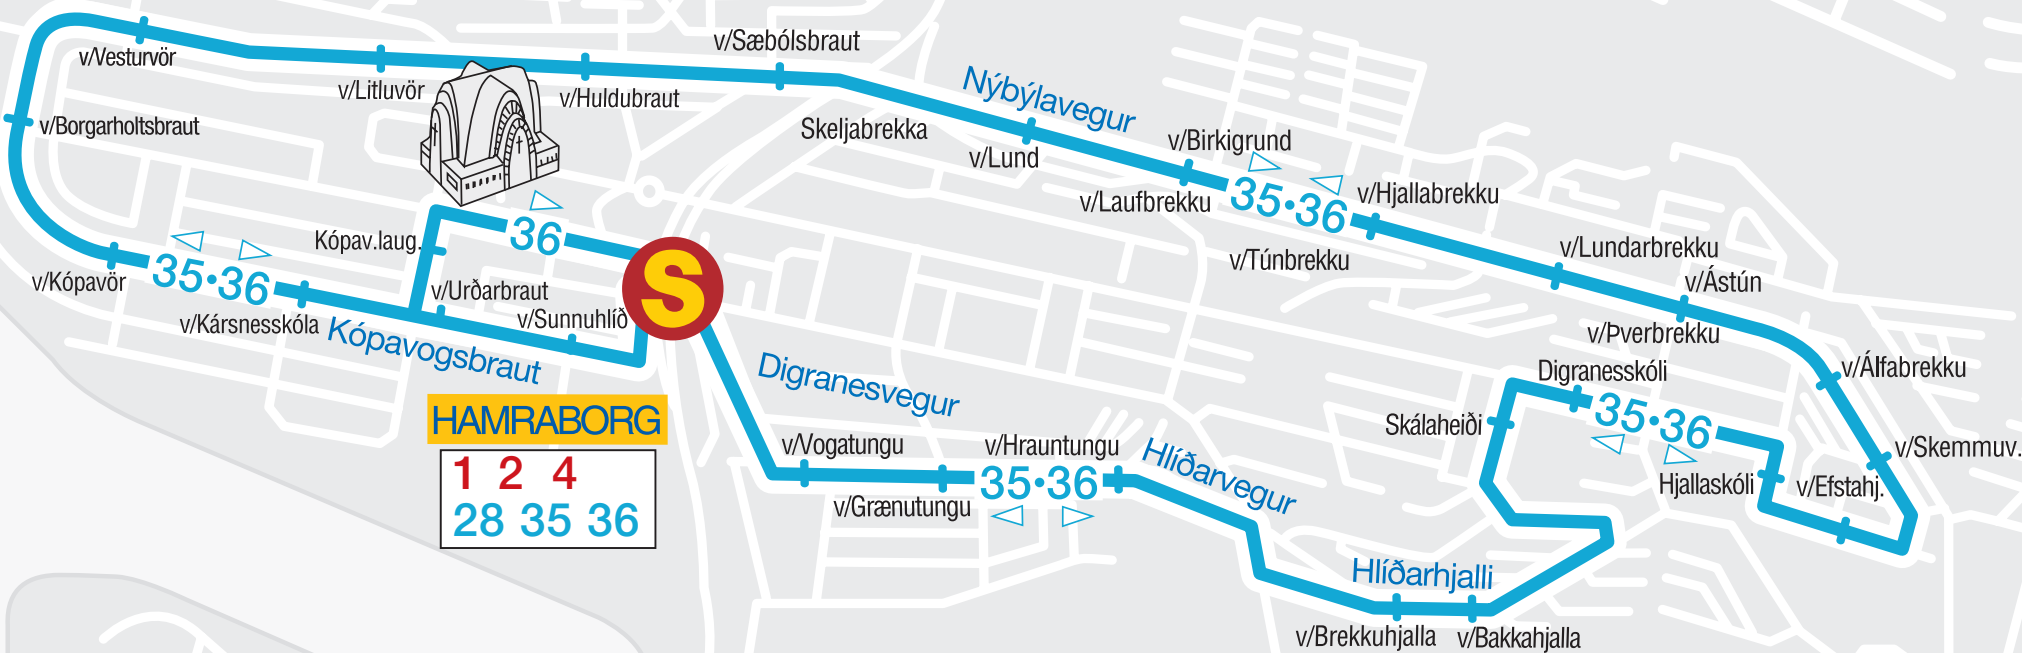 v/Sæbólsbraut
v/Vesturvör
v/Litluvör
v/Huldubraut
Nýbýlavegur
v/Borgarholtsbraut
Skeljabrekka
v/Lund
v/Birkigrund
v/Laufbrekku
35•36
v/Hjallabrekku
Kópav.laug.
36
v/Kópavör
35•36
v/Urðarbraut
v/Sunnuhlíð
S
v/Túnbrekku
v/Lundarbrekku
v/Ástún
v/Kársnesskóla
Kópavogsbraut
v/Þverbrekku
Digranesvegur
Digranesskóli
v/Álfabrekku
HAMRABORG
1 2 4
28 35 36
v/Vogatungu
v/Hrauntungu
Hlíðarvegur
Skálaheiði
35•36
v/Skemmuv.
v/Grænutungu
35•36
Hjallaskóli
v/Efstahj.
Hlíðarhjalli
v/Brekkuhjalla
v/Bakkahjalla